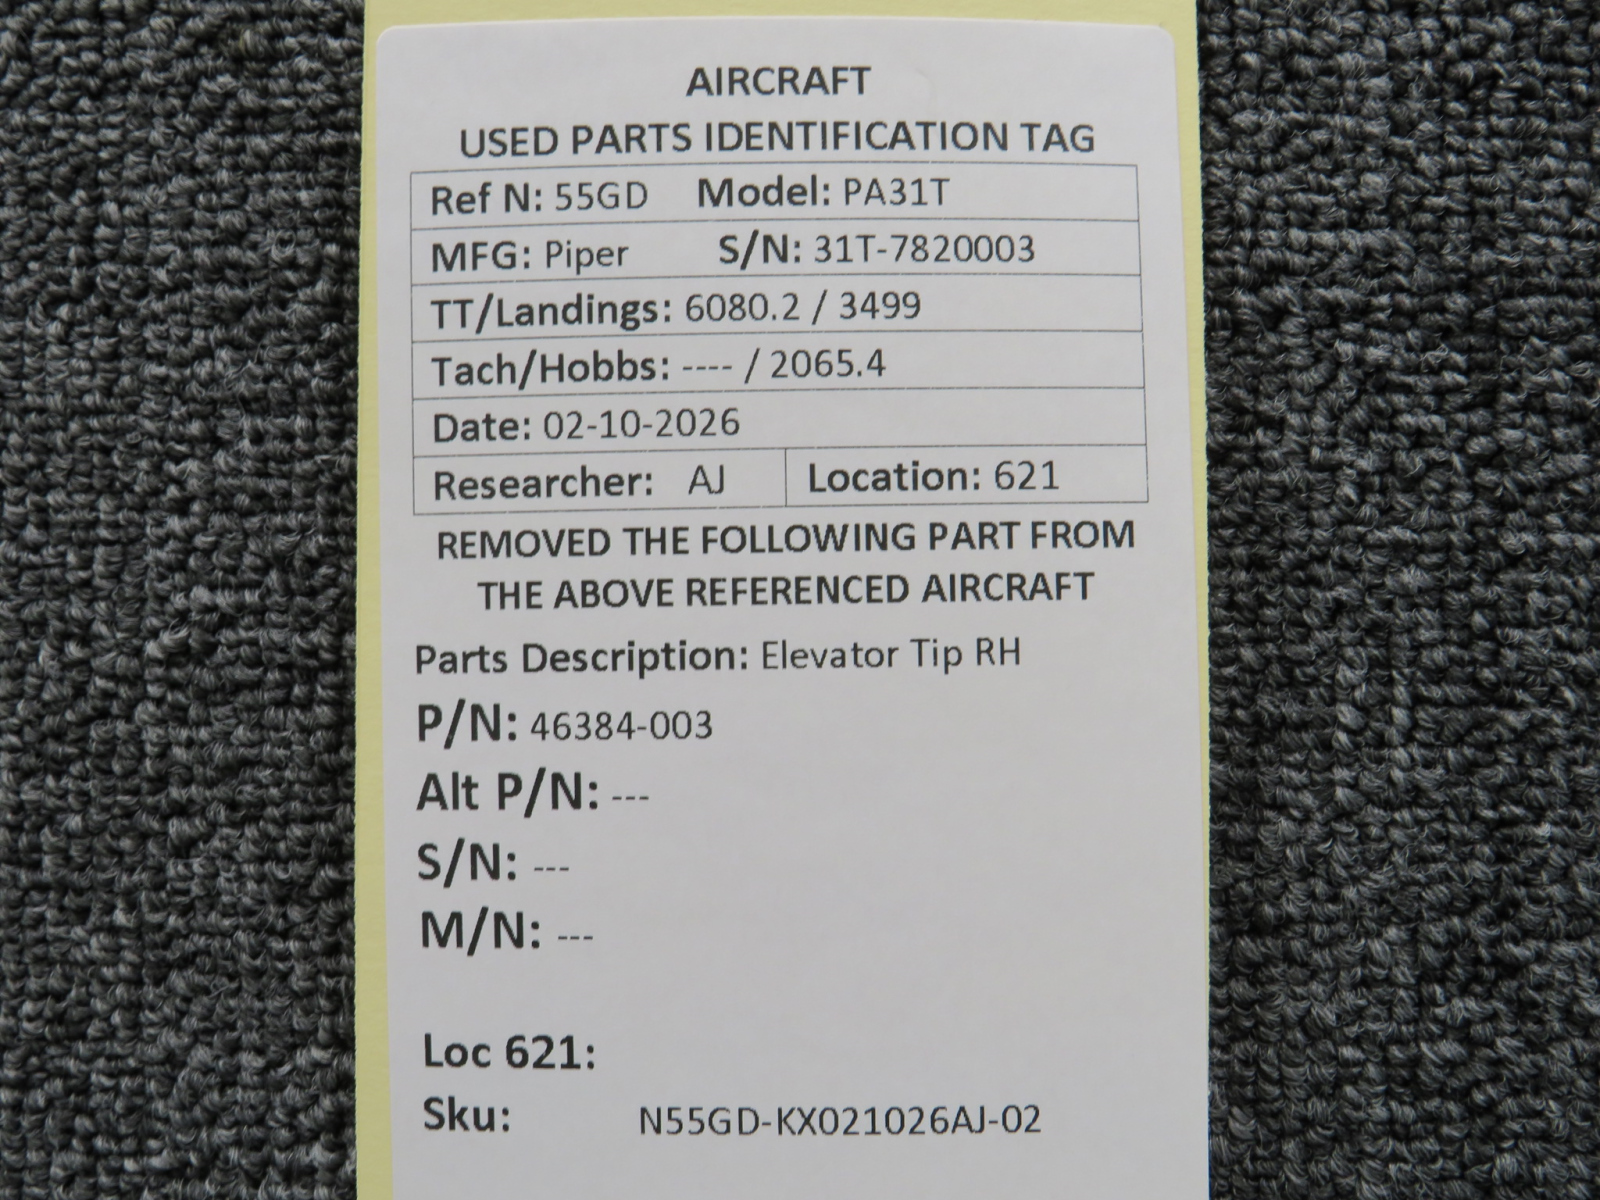 AIRCRAFT
USED PARTS IDENTIFICATION TAG
Ref N: 55GD Model: PA31T
MFG: Piper S/N: 31T-7820003
TT/Landings: 6080.2 / 3499
Tach/Hobbs: ---- / 2065.4
Date: 02-10-2026
Researcher: AJ Location: 621
REMOVED THE FOLLOWING PART FROM
THE ABOVE REFERENCED AIRCRAFT
Parts Description: Elevator Tip RH
P/N: 46384-003
Alt P/N: ---
S/N: ---
M/N: ---
Loc 621:
Sku: N55GD-KX021026AJ-02